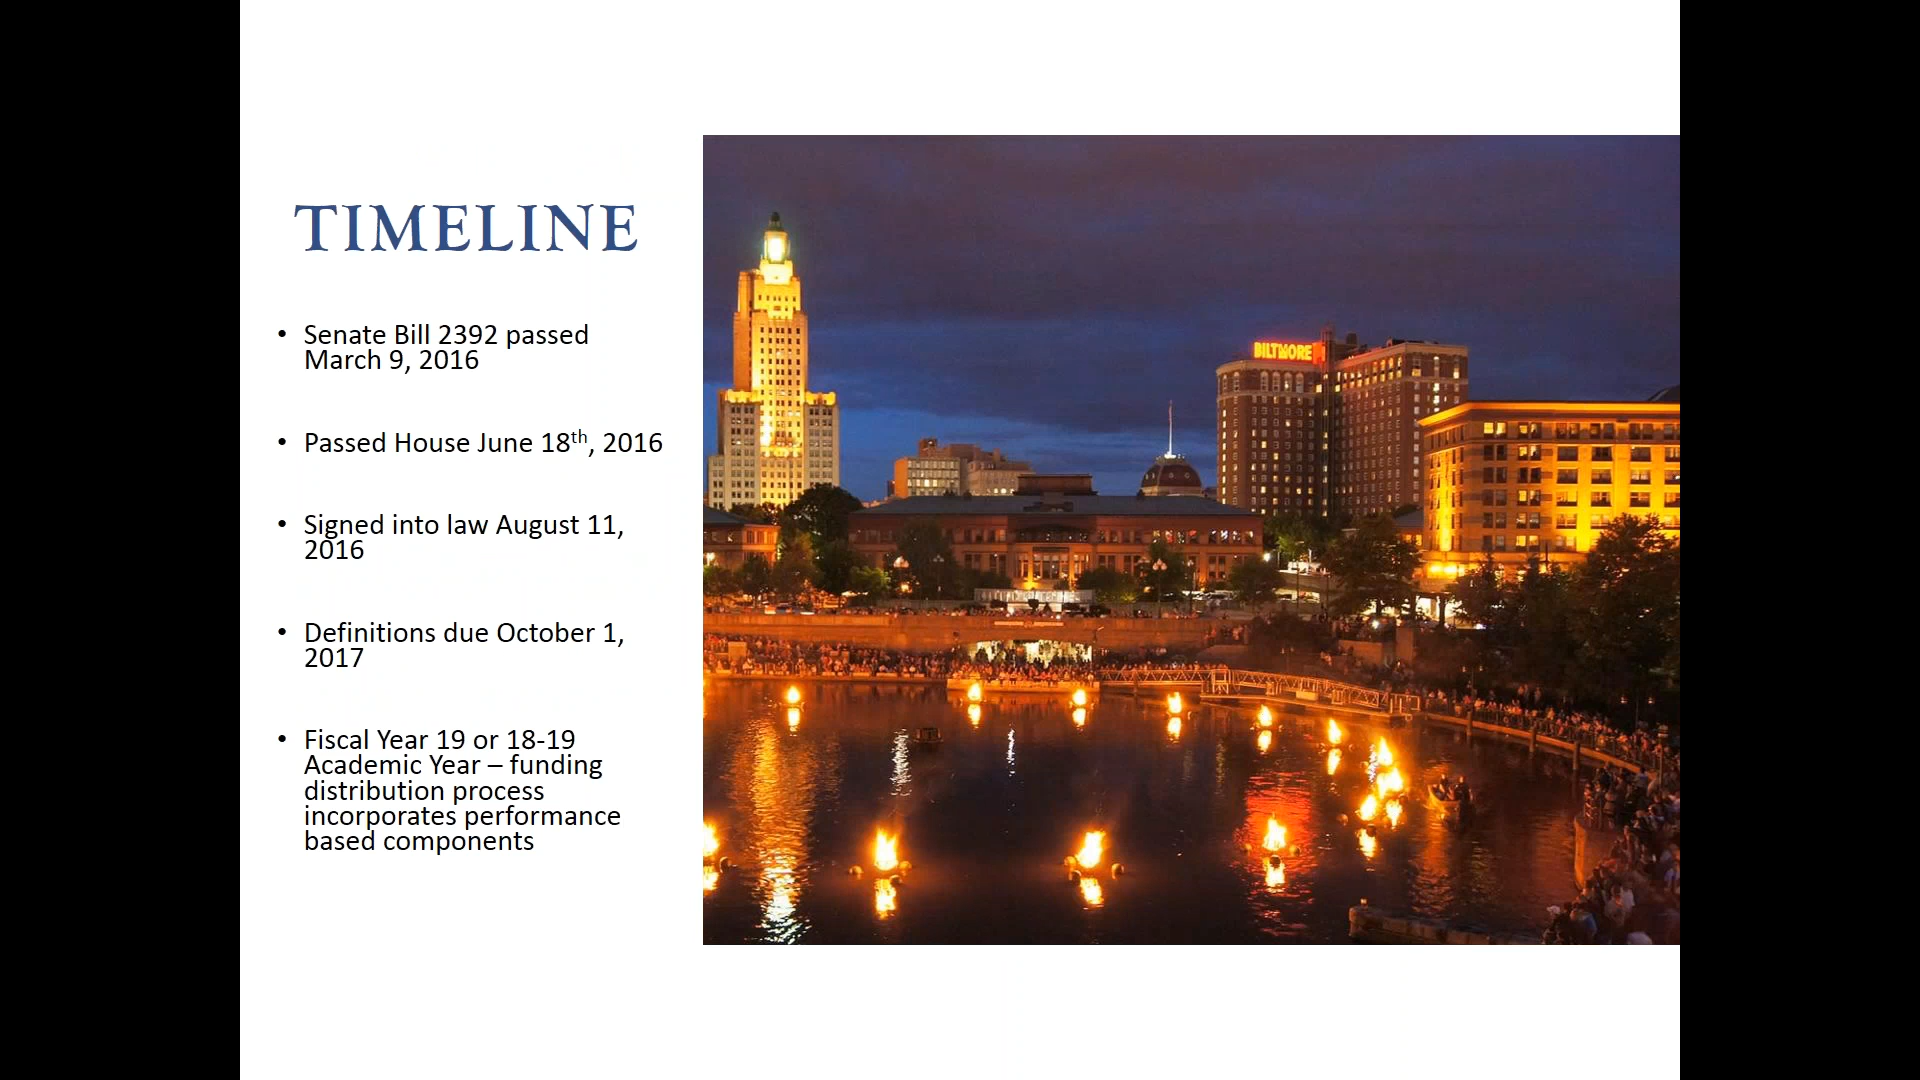 TIMELINE
• Senate Bill 2392 passed
March 9, 2016
• Passed House June 18th, 2016
• Signed into law August 11,
2016
• Definitions due October 1,
2017
• Fiscal Year 19 or 18-19
Academic Year – funding
distribution process
incorporates performance
based components
BILTMORE